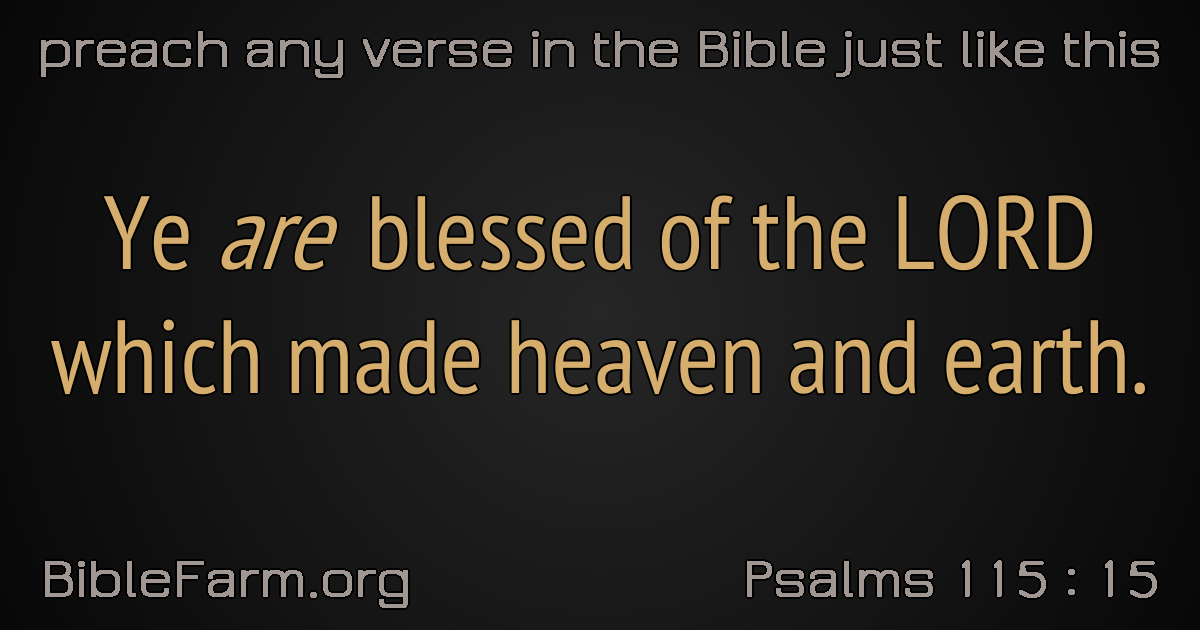 preach any verse in the Bible just like this
Ye are blessed of the LORD
which made heaven and earth.
BibleFarm.org
Psalms 115 : 15